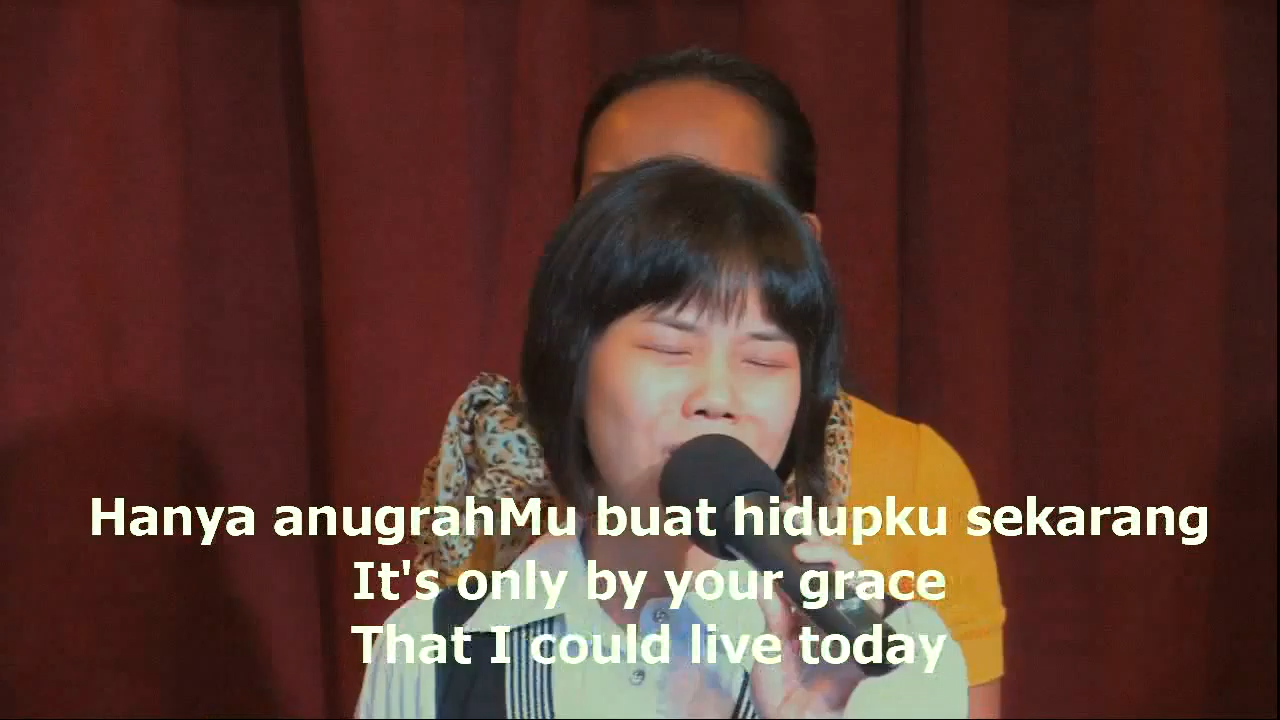 Hanya anugrahMu buat hidupku sekarang
It's only by your grace
That I could live today